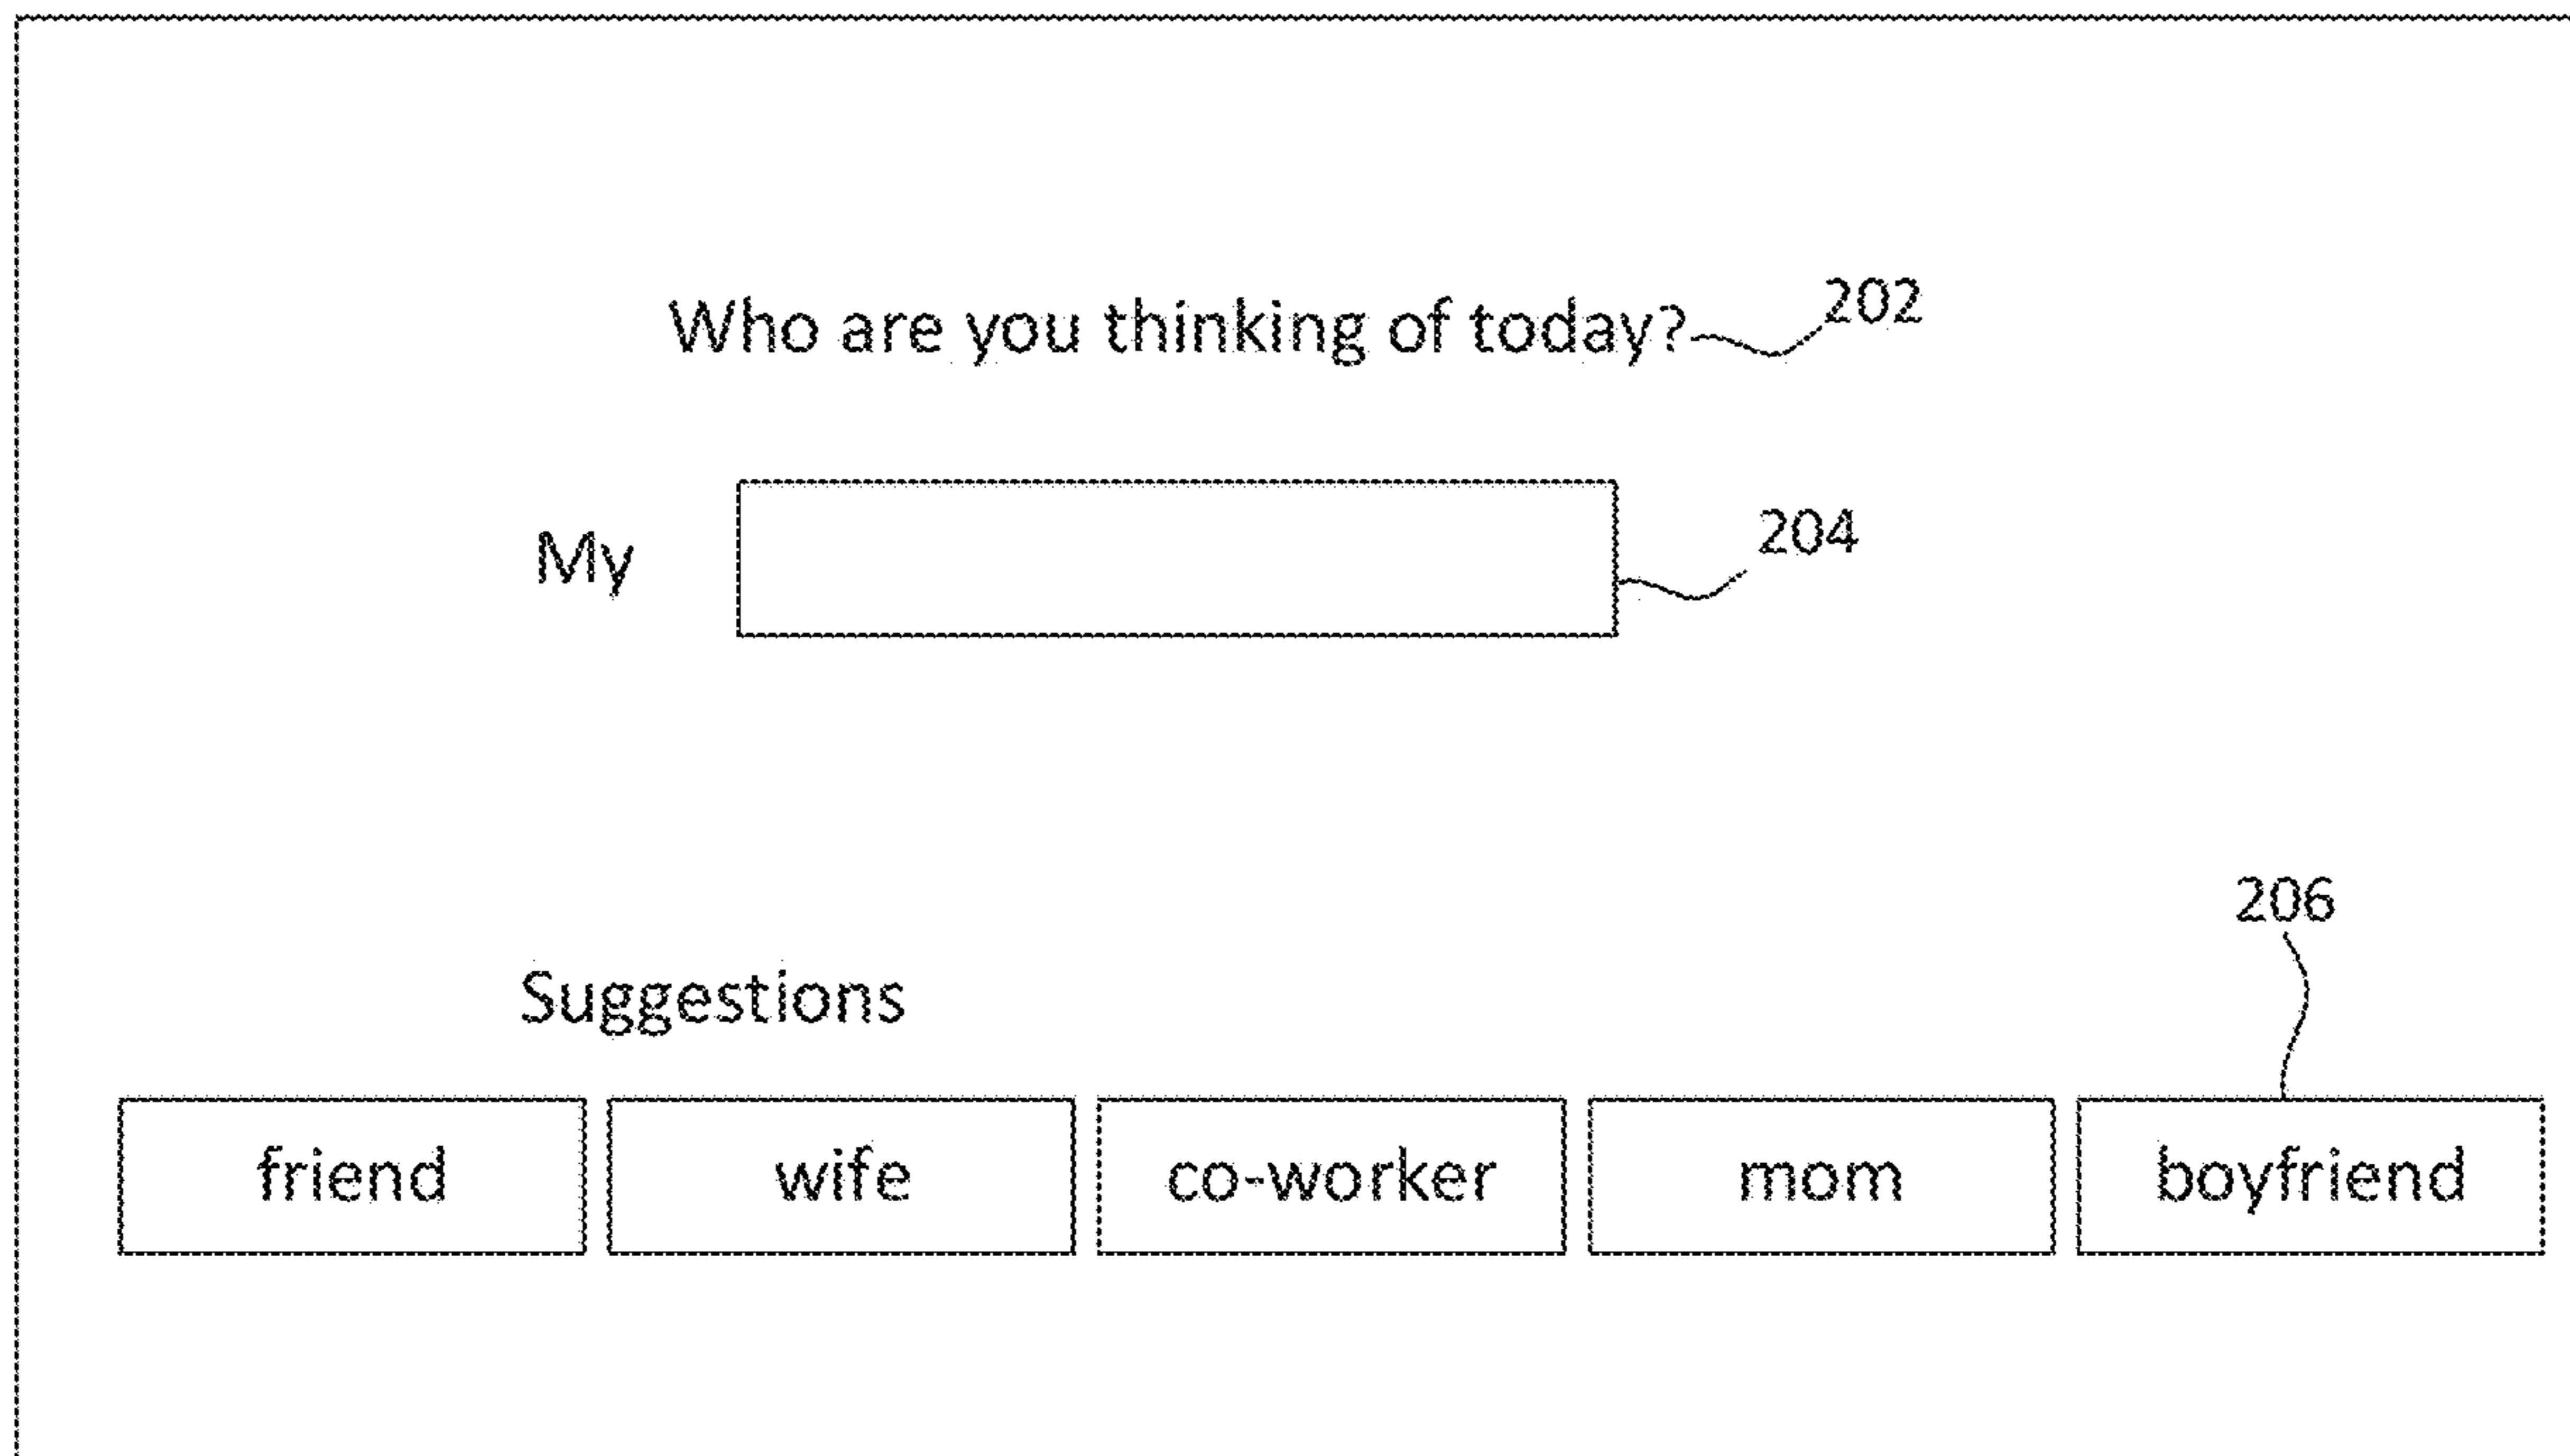 Who are you thinking of today? 202
My 204
206
Suggestions
friend wife co-worker mom boyfriend